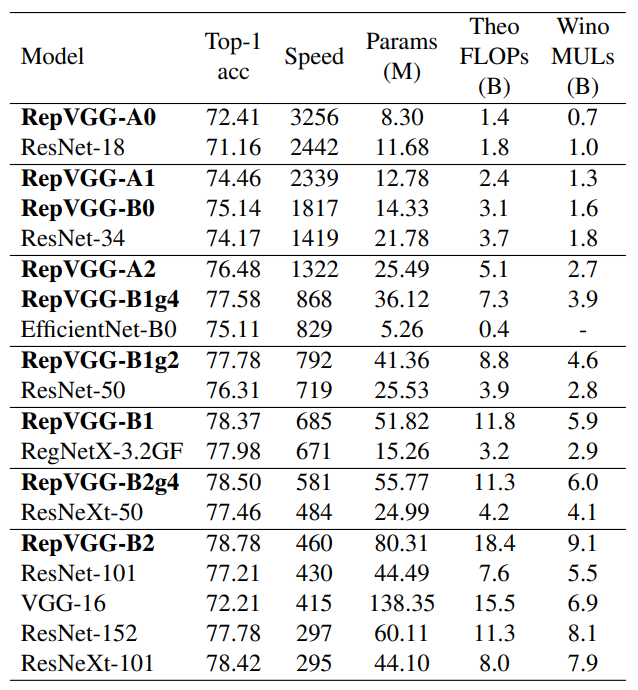 Model Top-1 acc Speed Params (M) Theo FLOPs (B) Wino MULs (B)
RepVGG-A0 72.41 3256 8.30 1.4 0.7
ResNet-18 71.16 2442 11.68 1.8 1.0
RepVGG-A1 74.46 2339 12.78 2.4 1.3
RepVGG-B0 75.14 1817 14.33 3.1 1.6
ResNet-34 74.17 1419 21.78 3.7 1.8
RepVGG-A2 76.48 1322 25.49 5.1 2.7
RepVGG-B1g4 77.58 868 36.12 7.3 3.9
EfficientNet-B0 75.11 829 5.26 0.4 -
RepVGG-B1g2 77.78 792 41.36 8.8 4.6
ResNet-50 76.31 719 25.53 3.9 2.8
RepVGG-B1 78.37 685 51.82 11.8 5.9
RegNetX-3.2GF 77.98 671 15.26 3.2 2.9
RepVGG-B2g4 78.50 581 55.77 11.3 6.0
ResNeXt-50 77.46 484 24.99 4.2 4.1
RepVGG-B2 78.78 460 80.31 18.4 9.1
ResNet-101 77.21 430 44.49 7.6 5.5
VGG-16 72.21 415 138.35 15.5 6.9
ResNet-152 77.78 297 60.11 11.3 8.1
ResNeXt-101 78.42 295 44.10 8.0 7.9